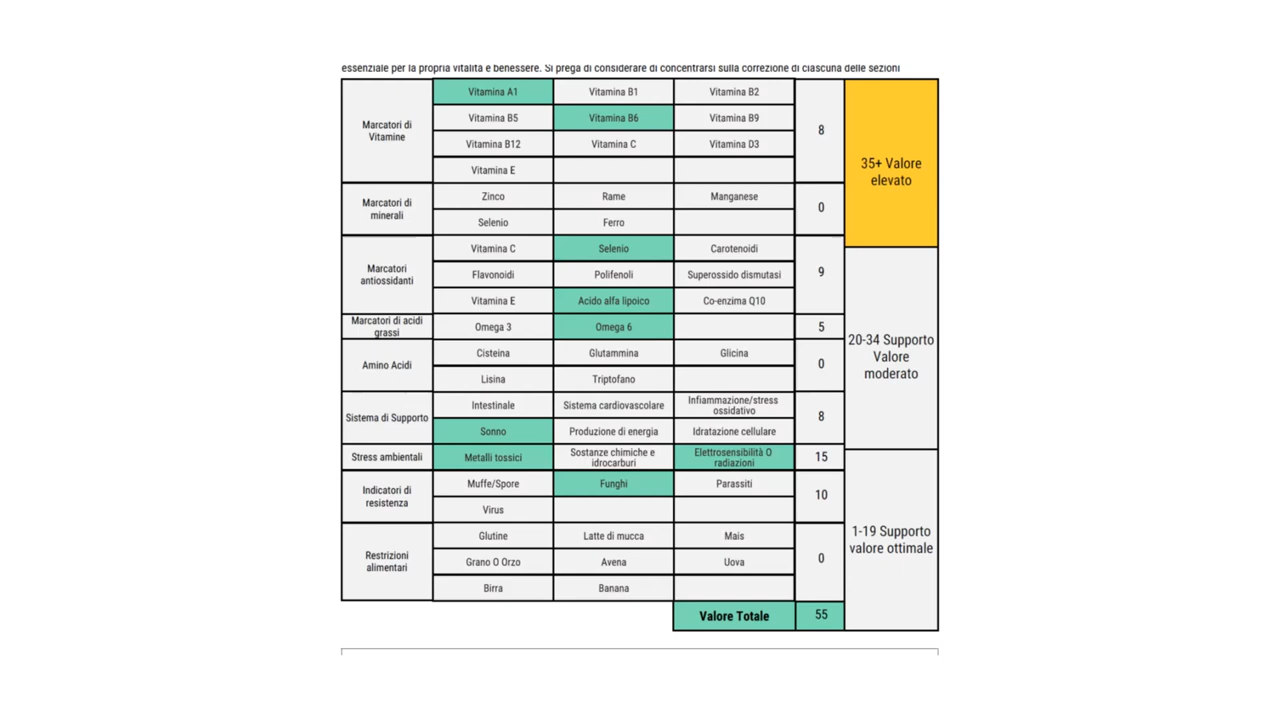 essenziale per la propria vitalità e benessere. Si prega di considerare di concentrarsi sulla correzione di ciascuna delle sezioni
Marcatori di Vitamine
Vitamina A1 Vitamina B1 Vitamina B2
Vitamina B5 Vitamina B6 Vitamina B9
Vitamina B12 Vitamina C Vitamina D3
Vitamina E
8
Marcatori di minerali
Zinco Rame Manganese
Selenio Ferro
0
Marcatori antiossidanti
Vitamina C Selenio Carotenoidi
Flavonoidi Polifenoli Superossido dismutasi
Vitamina E Acido alfa lipoico Co-enzima Q10
9
Marcatori di acidi grassi
Omega 3 Omega 6
5
Amino Acidi
Cisteina Glutammina Glicina
Lisina Triptofano
0
Sistema di Supporto
Intestinale Sistema cardiovascolare Infiammazione/stress ossidativo
Sonno Produzione di energia Idratazione cellulare
8
Stress ambientali
Metalli tossici Sostanze chimiche e idrocarburi Elettrosensibilità O radiazioni
15
Indicatori di resistenza
Muffe/Spore Funghi Parassiti
Virus
10
Restrizioni alimentari
Glutine Latte di mucca Mais
Grano O Orzo Avena Uova
Birra Banana
0
Valore Totale 55
35+ Valore elevato
20-34 Supporto Valore moderato
1-19 Supporto valore ottimale